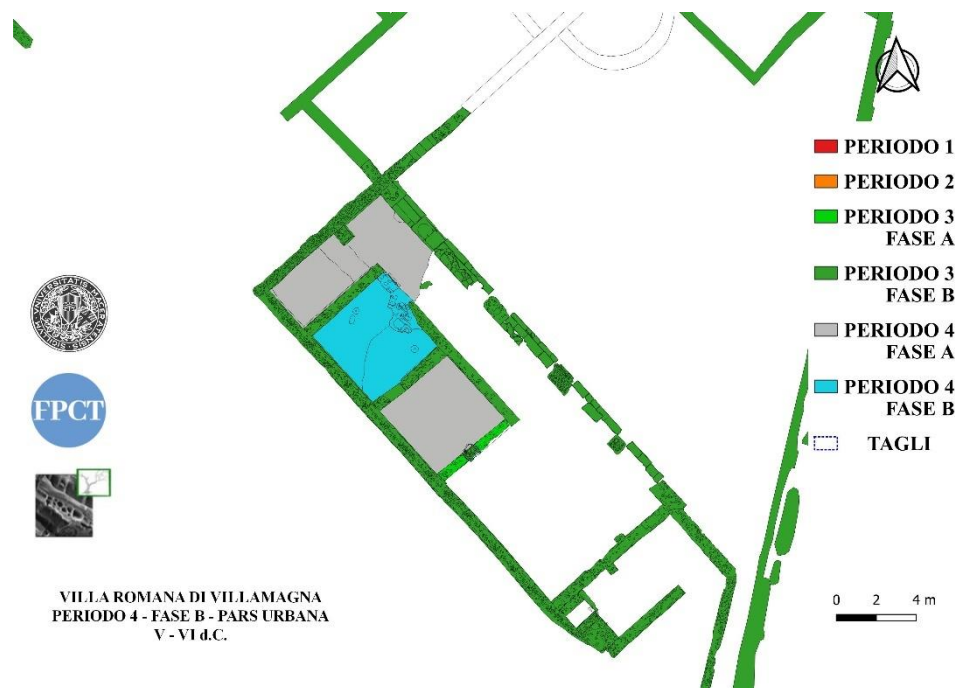 PERIODO 1
PERIODO 2
PERIODO 3
FASE A
PERIODO 3
FASE B
PERIODO 4
FASE A
PERIODO 4
FASE B
TAGLI
FPCT
VILLA ROMANA DI VILLAMAGNA
PERIODO 4 - FASE B - PARS URBANA
V - VI d.C.
0 2 4 m